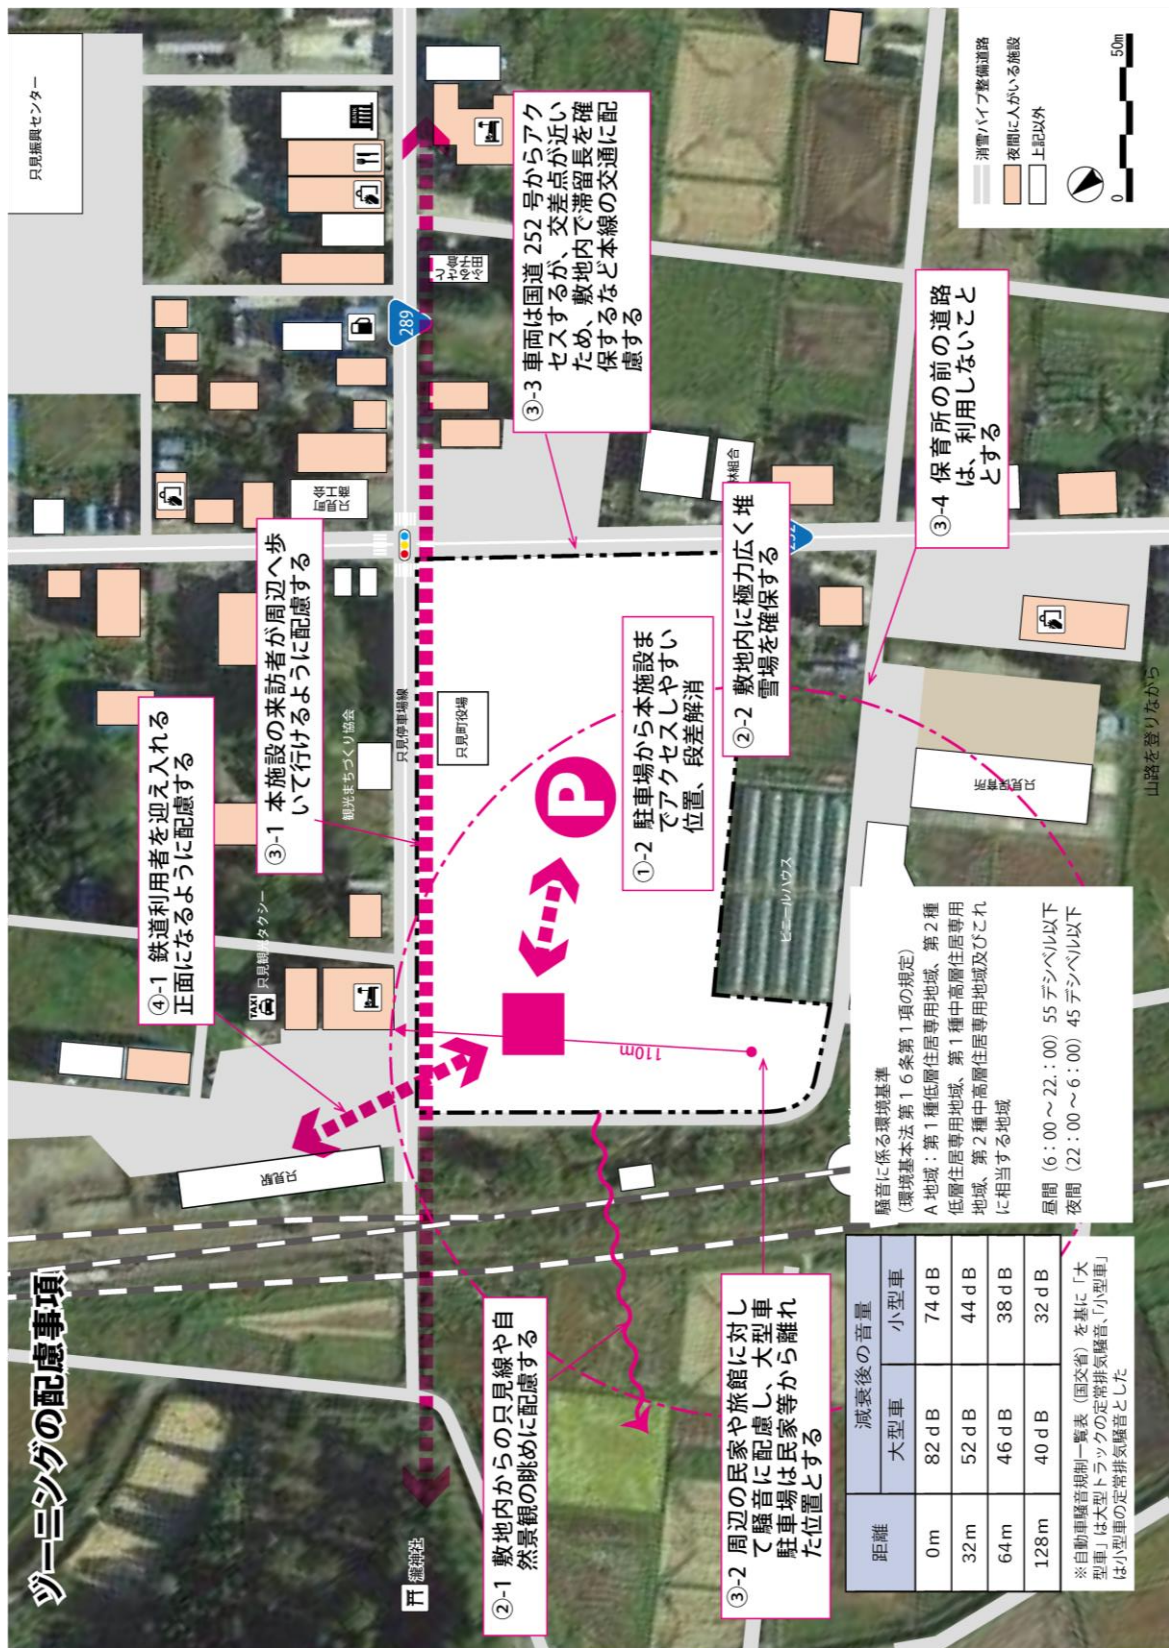 ゾーニングの配慮事項
④-1 鉄道利用者を迎え入れる
正面になるように配慮する
③-1 本施設の来訪者が周辺へ歩
いて行けるように配慮する
③-3 車両は国道 252 号からアク
セスするが、交差点が近い
ため、敷地内で滞留長を確
保するなど本線の交通に配
慮する
②-1 敷地内からの只見線や自
然景観の眺めに配慮する
①-2 駐車場から本施設ま
でアクセスしやすい
位置、段差解消
②-2 敷地内に極力広く堆
雪場を確保する
③-2 周辺の民家や旅館に対し
て騒音に配慮し、大型車
駐車場は民家等から離れ
た位置とする
③-4 保育所の前の道路
は、利用しないこと
とする
只見振興センター
只見駅
TAXI
只見観光タクシー
観光まちづくり協会
只見停車場線
只見町役場
289
瀧神社
P
110m
ビニールハウス
只見保育所
山路を登りながら
消雪パイプ整備道路
夜間に人がいる施設
上記以外
0
50m
距離
減衰後の音量
大型車
小型車
0m 82 d B 74 d B
32m 52 d B 44 d B
64m 46 d B 38 d B
128m 40 d B 32 d B
※自動車騒音規制一覧表(国交省)を基に「大
型車」は大型トラックの定常排気騒音、「小型車」
は小型車の定常排気騒音とした
騒音に係る環境基準
(環境基本法 第16条第1項の規定)
A 地域：第1種低層住居専用地域、第2種
低層住居専用地域、第1種中高層住居専用
地域、第2種中高層住居専用地域及びこれ
に相当する地域
昼間 (6：00～22.：00) 55 デシベル以下
夜間 (22：00～6：00) 45 デシベル以下